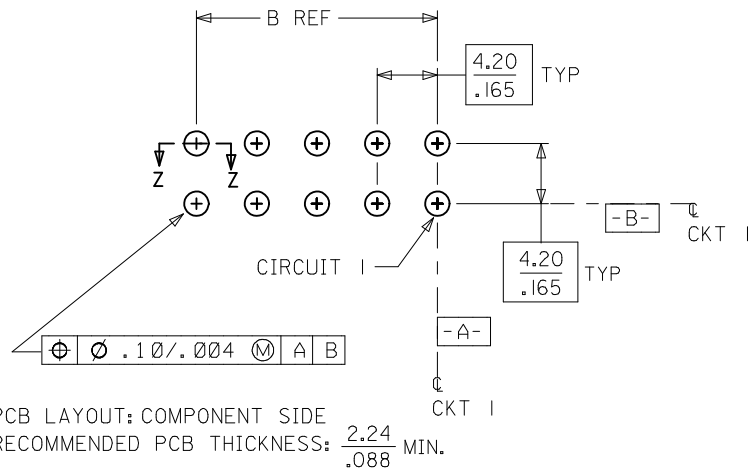 B REF
4.20
.165
TYP
Z Z
-B-
℄
CKT 1
CIRCUIT 1
4.20
.165
TYP
-A-
⌖ Ø .10/.004 Ⓜ A B
℄
CKT 1
PCB LAYOUT: COMPONENT SIDE
RECOMMENDED PCB THICKNESS: 2.24
.088 MIN.